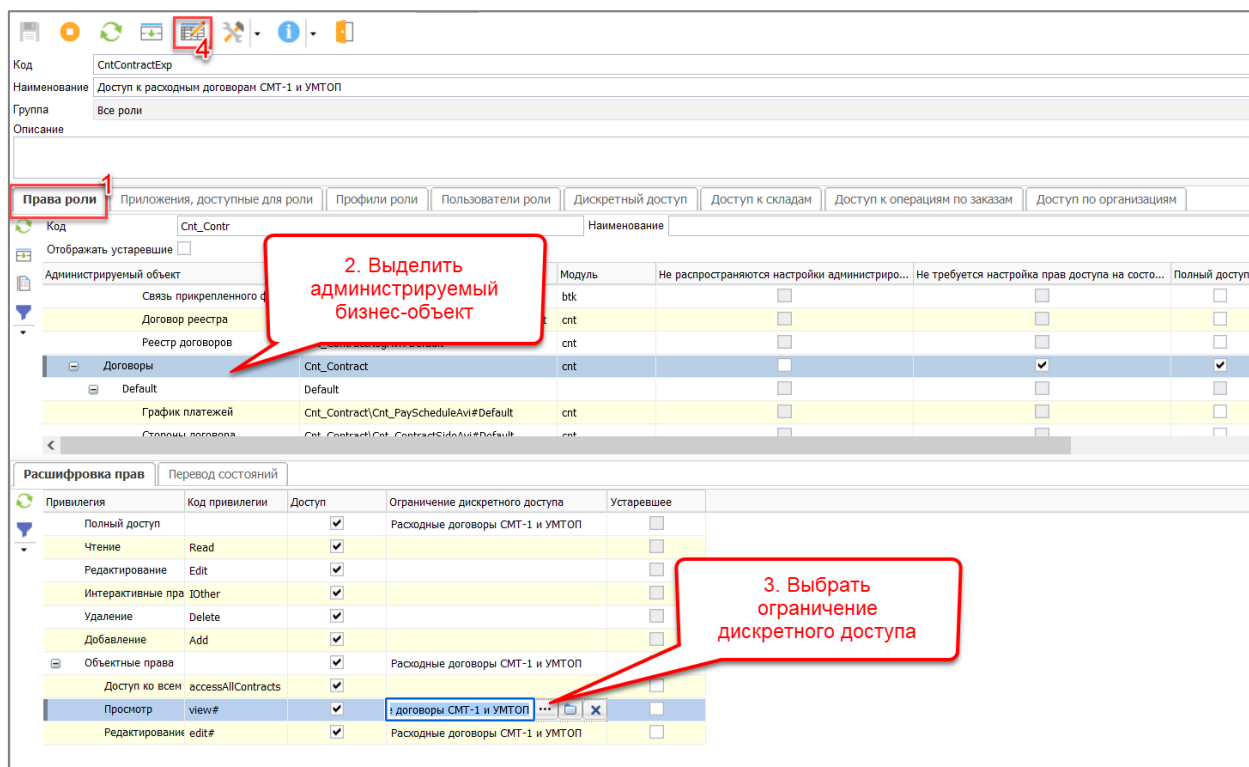 4
Код CntContractExp
Наименование Доступ к расходным договорам СМТ-1 и УМТОП
Группа Все роли
Описание
1
Права роли Приложения, доступные для роли Профили роли Пользователи роли Дискретный доступ Доступ к складам Доступ к операциям по заказам Доступ по организациям
Код Cnt_Contr Наименование
Отображать устаревшие
2. Выделить
администрируемый
бизнес-объект
Администрируемый объект Модуль Не распространяются настройки администриро... Не требуется настройка прав доступа на состо... Полный доступ
Связь прикрепленного ф btk
Договор реестра cnt
Реестр договоров cnt
Договоры Cnt_Contract cnt
Default Default
График платежей Cnt_Contract\Cnt_PayScheduleAvi#Default cnt
Стороны договора Cnt_Contract\Cnt_ContractSideAvi#Default cnt
Расшифровка прав Перевод состояний
Привилегия Код привилегии Доступ Ограничение дискретного доступа Устаревшее
Полный доступ Расходные договоры СМТ-1 и УМТОП
Чтение Read
Редактирование Edit
Интерактивные пра IOther
Удаление Delete
Добавление Add
3. Выбрать
ограничение
дискретного доступа
Объектные права Расходные договоры СМТ-1 и УМТОП
Доступ ко всем accessAllContracts
Просмотр view# договоры СМТ-1 и УМТОП ...
Редактирование edit# Расходные договоры СМТ-1 и УМТОП